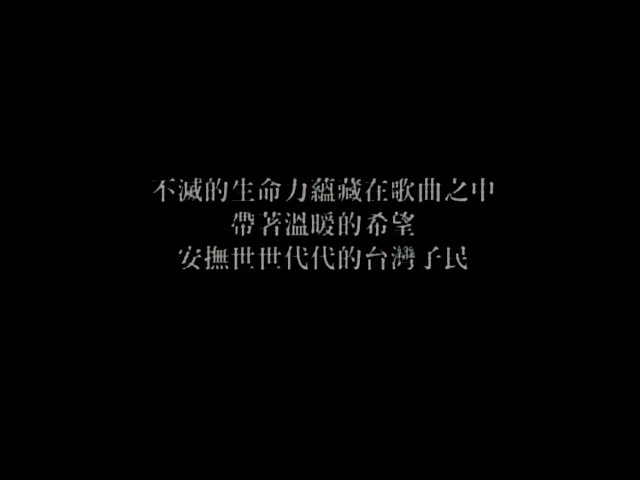 不滅的生命力蘊藏在歌曲之中
帶著溫暖的希望
安撫世世代代的台灣子民